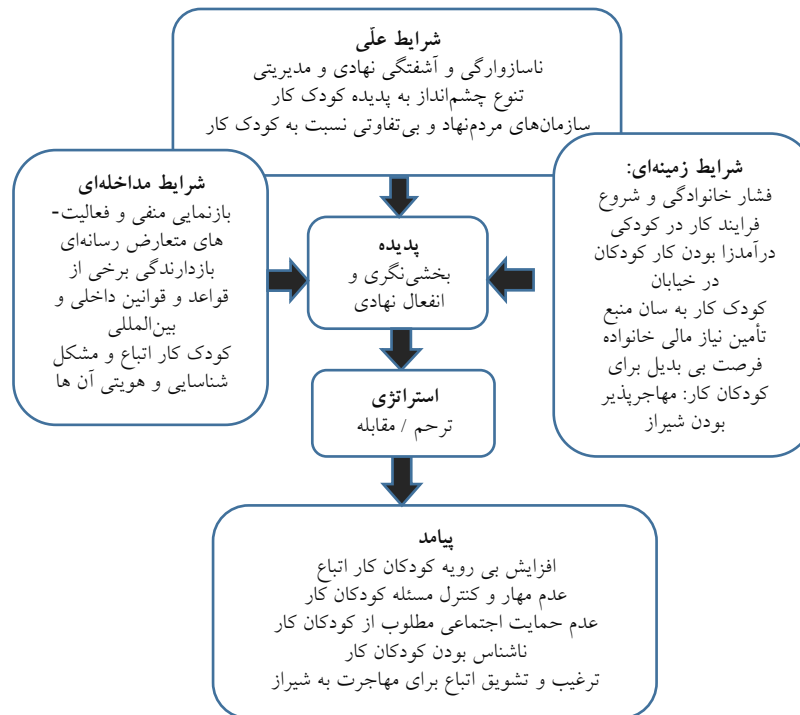 شرایط علّی
ناسازوارگی و آشفتگی نهادی و مدیریتی
تنوع چشم‌انداز به پدیده کودک کار
سازمان‌های مردم‌نهاد و بی‌تفاوتی نسبت به کودک کار
شرایط زمینه‌ای:
فشار خانوادگی و شروع
فرایند کار در کودکی
درآمدزا بودن کار کودکان
در خیابان
کودک کار به سان منبع
تأمین نیاز مالی خانواده
فرصت بی بدیل برای
کودکان کار: مهاجرپذیر
بودن شیراز
شرایط مداخله‌ای
بازنمایی منفی و فعالیت-
های متعارض رسانه‌ای
بازدارندگی برخی از
قواعد و قوانین داخلی و
بین‌المللی
کودک کار اتباع و مشکل
شناسایی و هویتی آن ها
پدیده
بخشی‌نگری و
انفعال نهادی
استراتژی
ترحم / مقابله
پیامد
افزایش بی رویه کودکان کار اتباع
عدم مهار و کنترل مسئله کودکان کار
عدم حمایت اجتماعی مطلوب از کودکان کار
ناشناس بودن کودکان کار
ترغیب و تشویق اتباع برای مهاجرت به شیراز